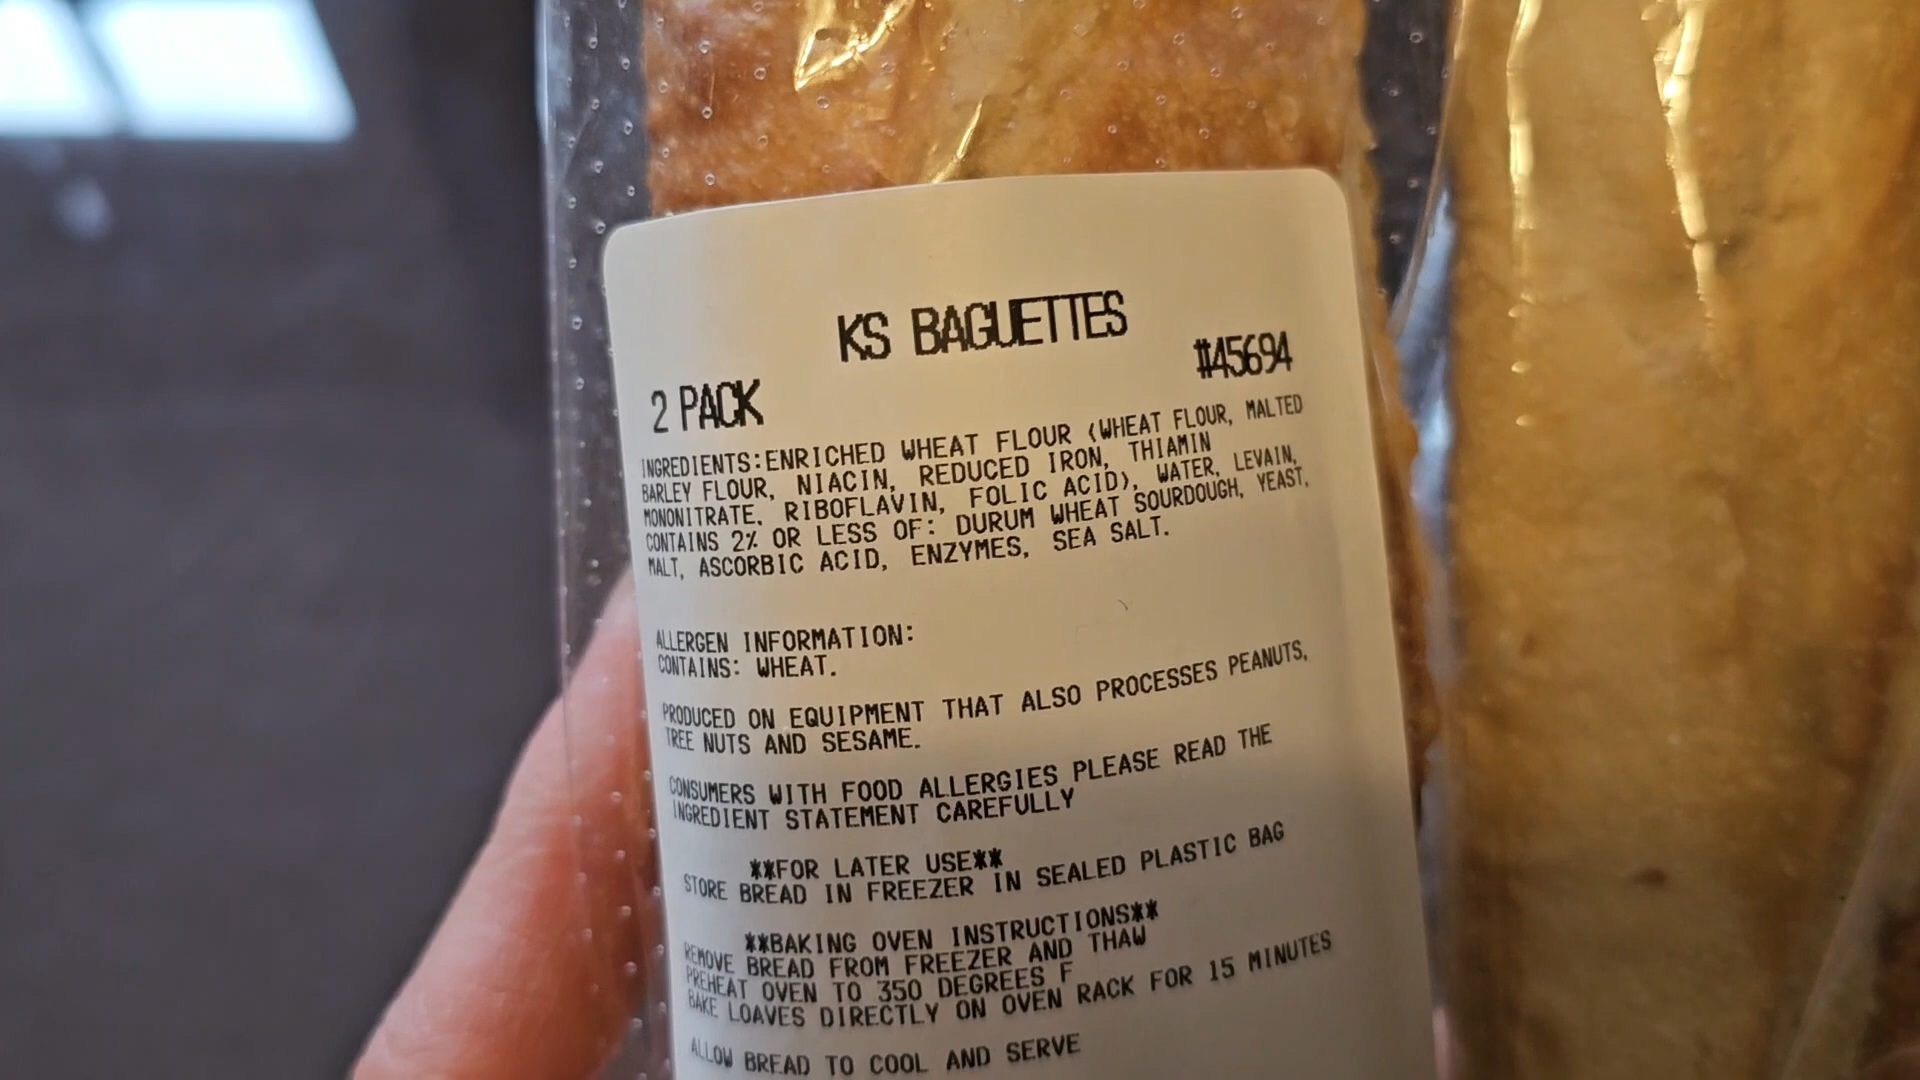 KS BAGUETTES
#45694
2 PACK
INGREDIENTS:ENRICHED WHEAT FLOUR (WHEAT FLOUR, MALTED
BARLEY FLOUR, NIACIN, REDUCED IRON, THIAMIN
MONONITRATE, RIBOFLAVIN, FOLIC ACID), WATER, LEVAIN,
CONTAINS 2% OR LESS OF: DURUM WHEAT SOURDOUGH, YEAST,
MALT, ASCORBIC ACID, ENZYMES, SEA SALT.
ALLERGEN INFORMATION:
CONTAINS: WHEAT.
PRODUCED ON EQUIPMENT THAT ALSO PROCESSES PEANUTS,
TREE NUTS AND SESAME.
CONSUMERS WITH FOOD ALLERGIES PLEASE READ THE
INGREDIENT STATEMENT CAREFULLY
**FOR LATER USE**
STORE BREAD IN FREEZER IN SEALED PLASTIC BAG
**BAKING OVEN INSTRUCTIONS**
REMOVE BREAD FROM FREEZER AND THAW
PREHEAT OVEN TO 350 DEGREES F
BAKE LOAVES DIRECTLY ON OVEN RACK FOR 15 MINUTES
ALLOW BREAD TO COOL AND SERVE